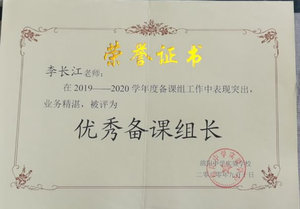 荣誉证书
李长江老师：
在2019——2020学年度备课组工作中表现突出，
业务精湛，被评为
优秀备课组长